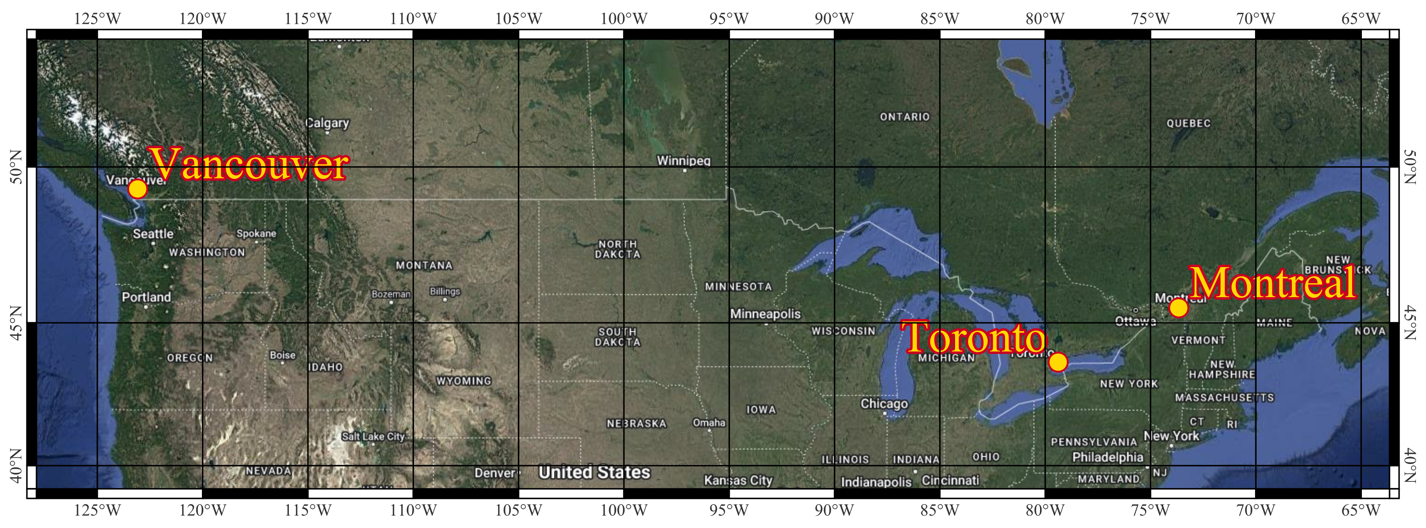 125°W 120°W 115°W 110°W 105°W 100°W 95°W 90°W 85°W 80°W 75°W 70°W 65°W
Calgary
ONTARIO
QUEBEC
50°N
Vancouver
Winnipeg
50°N
Vancouver
Seattle
Spokane
WASHINGTON
NORTH
DAKOTA
MONTANA
NEW
BRUNSWICK
Montreal
Portland
Bozeman
Billings
MINNESOTA
Montreal
Minneapolis
Ottawa
45°N
WISCONSIN
MAINE
NOVA
45°N
SOUTH
DAKOTA
Toronto
Toronto
OREGON
Boise
IDAHO
MICHIGAN
VERMONT
WYOMING
NEW YORK
NEW
HAMPSHIRE
Chicago
IOWA
MASSACHUSETTS
NEBRASKA
Omaha
CT
RI
Salt Lake City
PENNSYLVANIA
New York
ILLINOIS
INDIANA
OHIO
Philadelphia
40°N
NEVADA
Denver
United States
Kansas City
Indianapolis
Cincinnati
MARYLAND
NJ
40°N
125°W 120°W 115°W 110°W 105°W 100°W 95°W 90°W 85°W 80°W 75°W 70°W 65°W